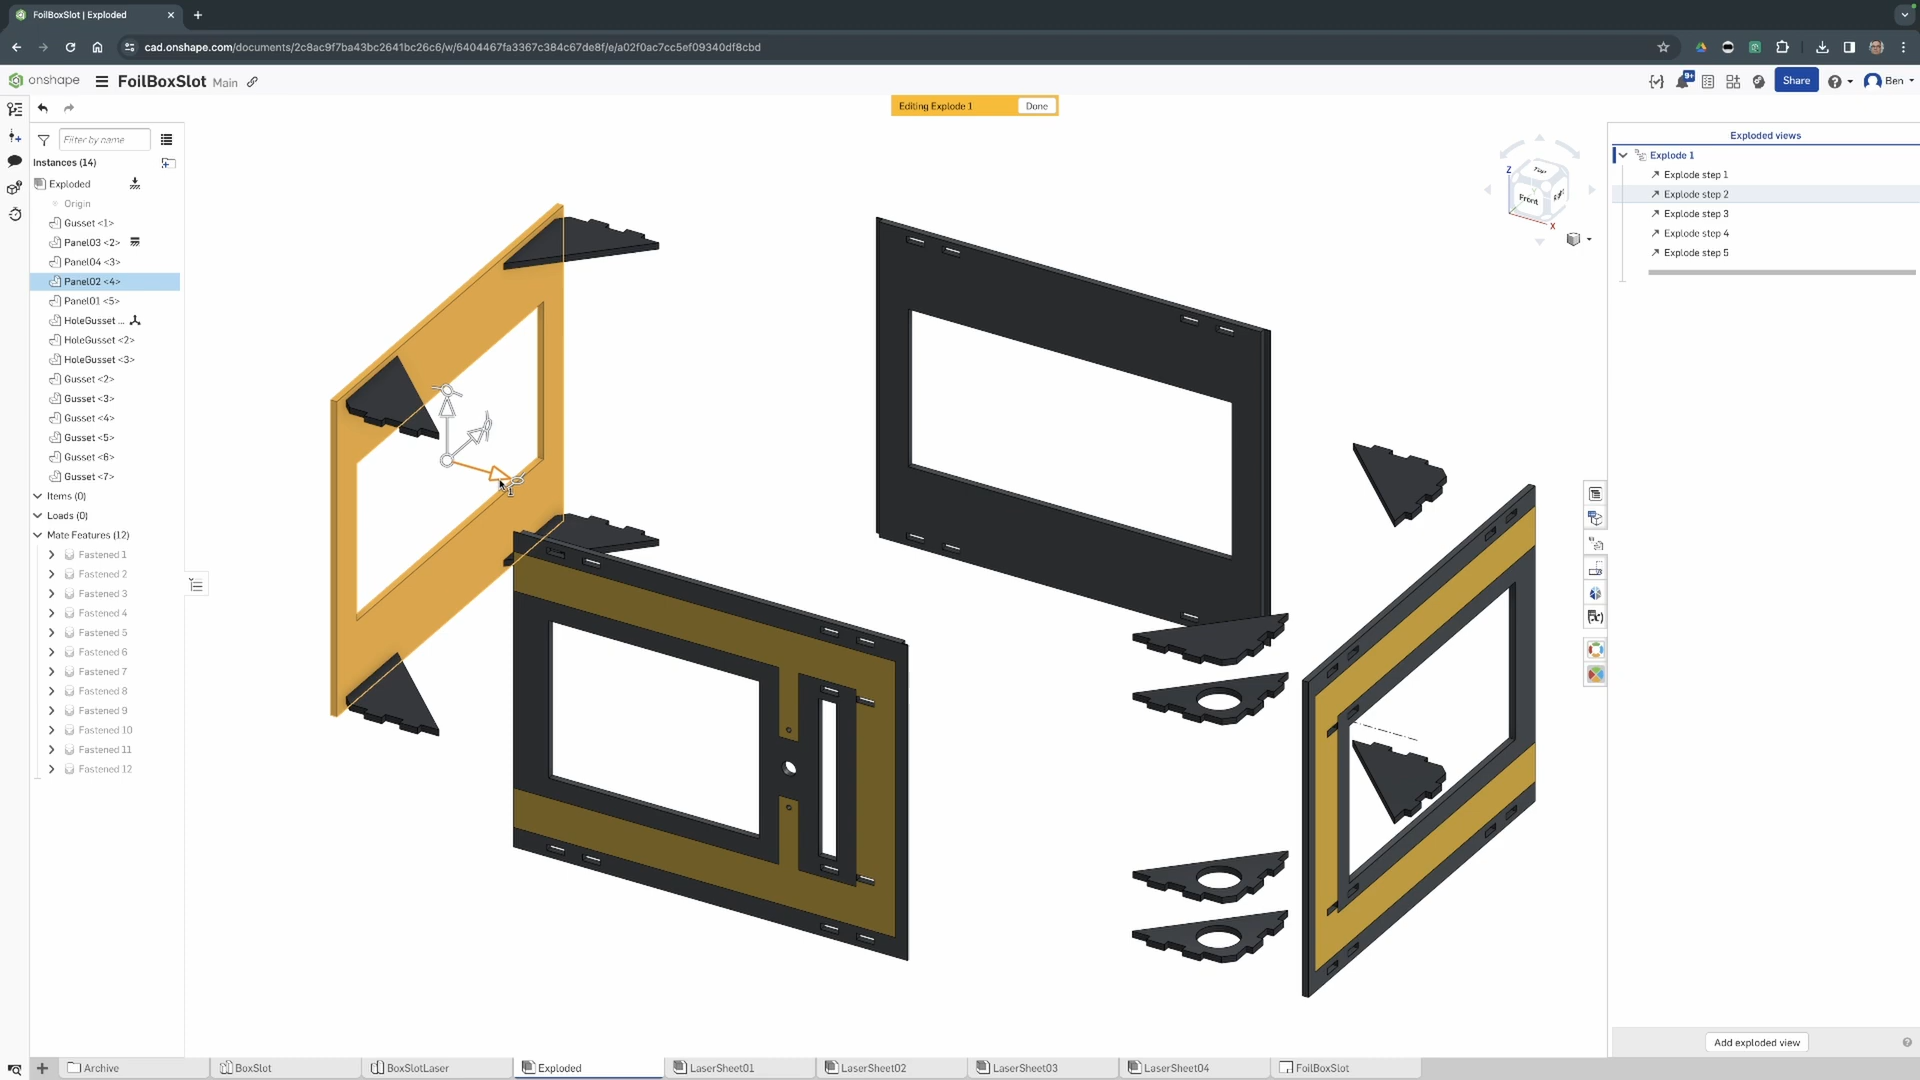 FoilBoxSlot | Exploded
cad.onshape.com/documents/2c8ac9f7ba43bc2641bc26c6/w/6404467fa3367c384c67de8f/e/a02f0ac7cc5ef09340df8cbd
onshape
FoilBoxSlot Main
9+
Share
Ben
Editing Explode 1
Done
Filter by name
Instances (14)
Exploded
Origin
Gusset <1>
Panel03 <2>
Panel04 <3>
Panel02 <4>
Panel01 <5>
HoleGusset ...
HoleGusset <2>
HoleGusset <3>
Gusset <2>
Gusset <3>
Gusset <4>
Gusset <5>
Gusset <6>
Gusset <7>
Items (0)
Loads (0)
Mate Features (12)
Fastened 1
Fastened 2
Fastened 3
Fastened 4
Fastened 5
Fastened 6
Fastened 7
Fastened 8
Fastened 9
Fastened 10
Fastened 11
Fastened 12
Z
Top
Front
X
Exploded views
Explode 1
Explode step 1
Explode step 2
Explode step 3
Explode step 4
Explode step 5
Add exploded view
Archive
BoxSlot
BoxSlotLaser
Exploded
LaserSheet01
LaserSheet02
LaserSheet03
LaserSheet04
FoilBoxSlot